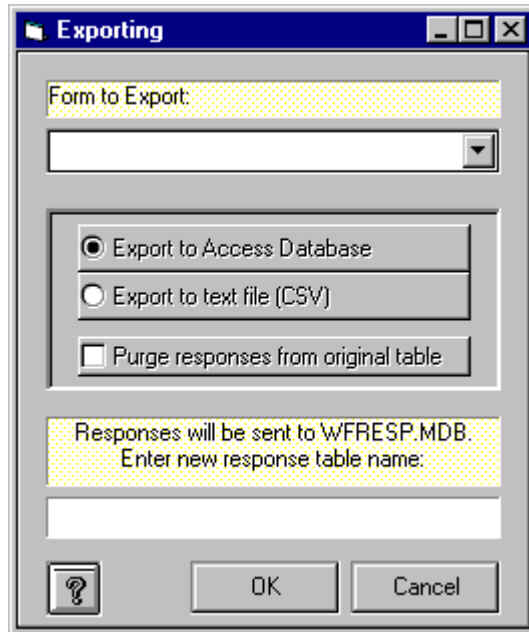 Exporting
Form to Export:
Export to Access Database
Export to text file (CSV)
Purge responses from original table
Responses will be sent to WFRESP.MDB.
Enter new response table name:
? OK Cancel